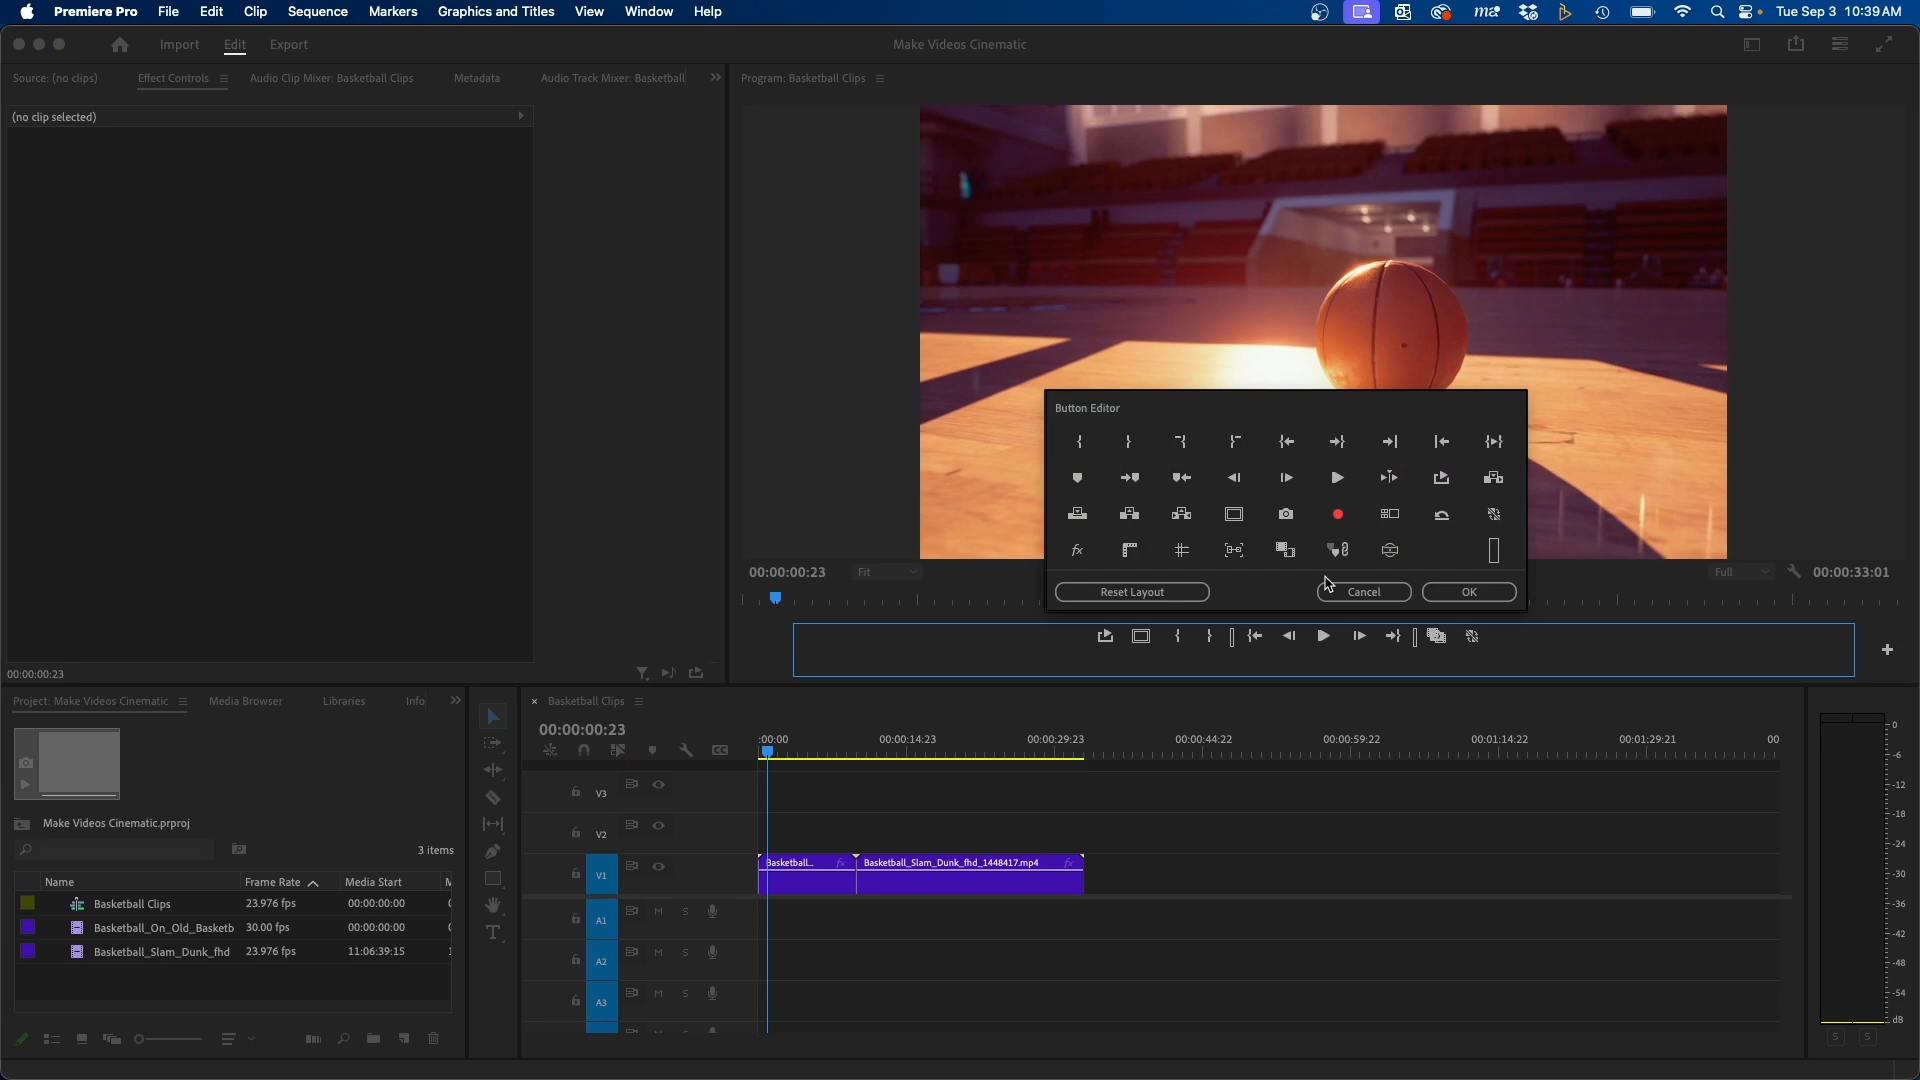 Premiere Pro File Edit Clip Sequence Markers Graphics and Titles View Window Help Tue Sep 3 10:39 AM
Import Edit Export Make Videos Cinematic
Source: (no clips) Effect Controls Audio Clip Mixer: Basketball Clips Metadata Audio Track Mixer: Basketball Program: Basketball Clips
(no clip selected)
Button Editor
fx
Reset Layout Cancel OK
00:00:00:23 Fit Full 00:00:33:01
00:00:00:23
Project: Make Videos Cinematic Media Browser Libraries Info
Basketball Clips
00:00:00:23
:00:00 00:00:14:23 00:00:29:23 00:00:44:22 00:00:59:22 00:01:14:22 00:01:29:21 00
CC
Make Videos Cinematic.prproj
3 items
Name Frame Rate Media Start
Basketball Clips 23.976 fps 00:00:00:00
Basketball_On_Old_Basketb 30.00 fps 00:00:00:00
Basketball_Slam_Dunk_fhd 23.976 fps 11:06:39:15
V3
V2
V1 Basketball... fx Basketball_Slam_Dunk_fhd_1448417.mp4 fx
A1 M S
A2 M S
A3 M S
0
-6
-12
-18
-24
-30
-36
-42
-48
-54
dB
S S